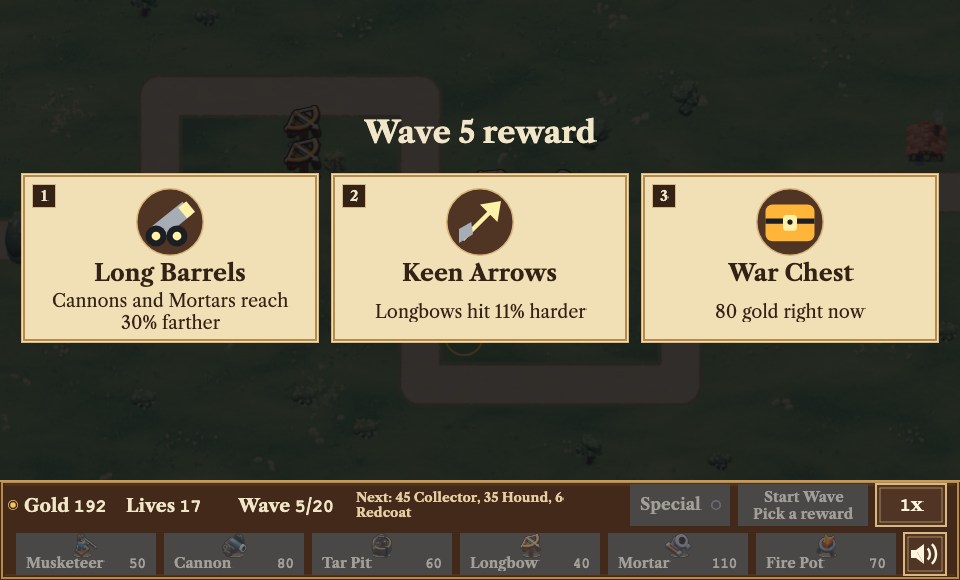 Wave 5 reward
1
Long Barrels
Cannons and Mortars reach
30% farther
2
Keen Arrows
Longbows hit 11% harder
3
War Chest
80 gold right now
Gold 192
Lives 17
Wave 5/20
Next: 45 Collector, 35 Hound, 6
Redcoat
Special
Start Wave
Pick a reward
1x
Musketeer 50
Cannon 80
Tar Pit 60
Longbow 40
Mortar 110
Fire Pot 70